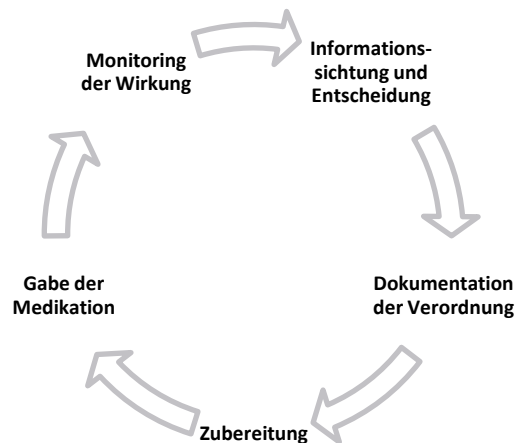 Monitoring
der Wirkung
Informations-
sichtung und
Entscheidung
Dokumentation
der Verordnung
Zubereitung
Gabe der
Medikation